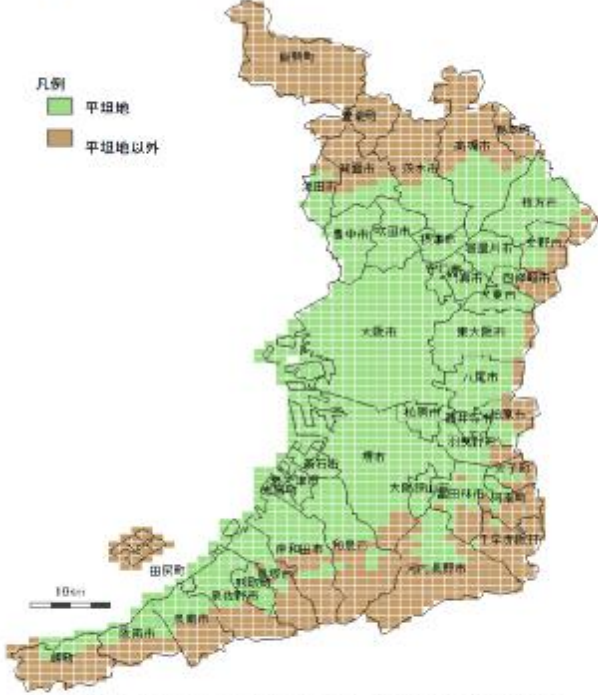 凡例
平坦地
平坦地以外
能勢町
豊能町
島本町
高槻市
箕面市
茨木市
池田市
枚方市
豊中市
吹田市
摂津市
寝屋川市
交野市
四條畷市
大東市
大阪市
東大阪市
八尾市
松原市
柏原市
藤井寺市
羽曳野市
高石市
堺市
太子町
大阪狭山市
富田林市
河南町
千早赤阪村
岸和田市
和泉市
河内長野市
田尻町
貝塚市
熊取町
泉佐野市
10km
泉南市
阪南市
岬町